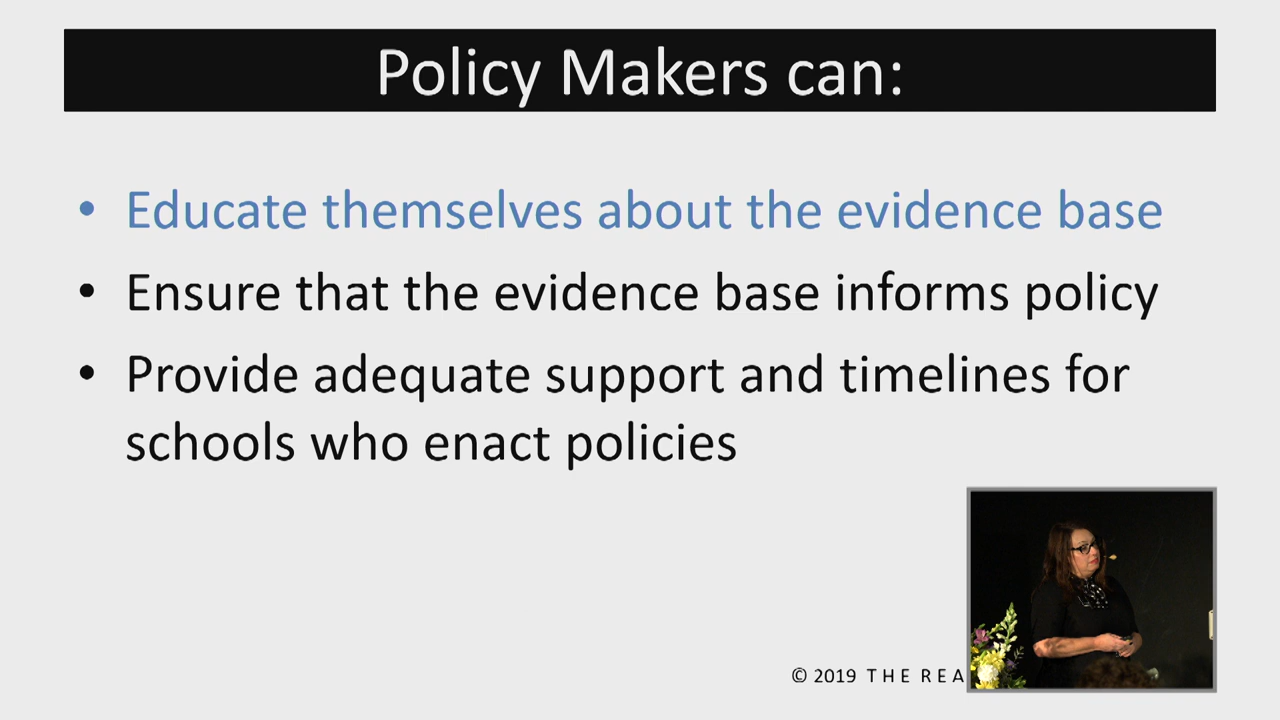 Policy Makers can:
• Educate themselves about the evidence base
• Ensure that the evidence base informs policy
• Provide adequate support and timelines for
schools who enact policies
© 2019 THE REA